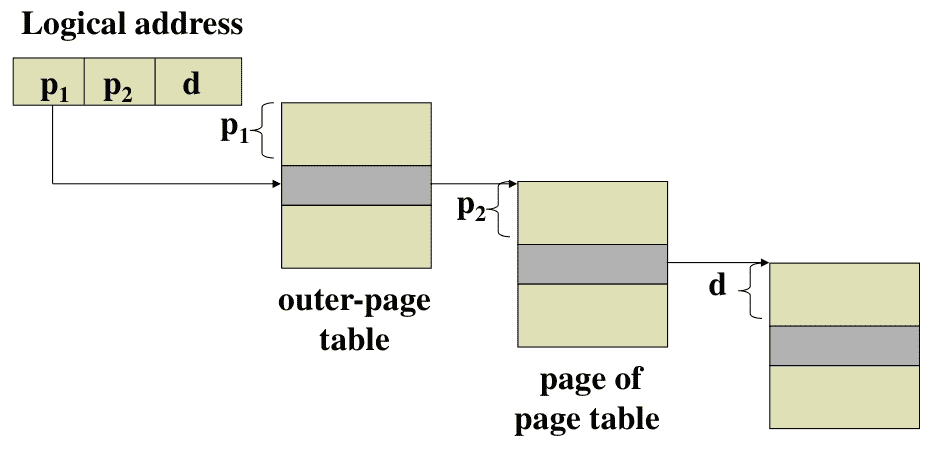 Logical address
p1 p2 d
p1
p2
d
outer-page
table
page of
page table